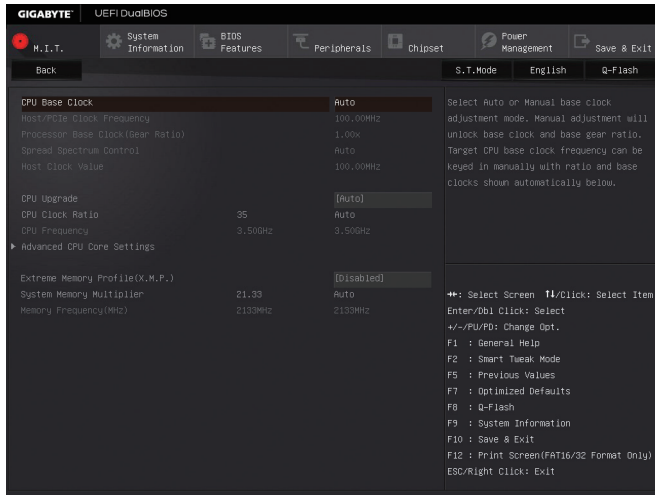 GIGABYTE™ UEFI DualBIOS
M.I.T. System Information BIOS Features Peripherals Chipset Power Management Save & Exit
Back S.T.Mode English Q-Flash
CPU Base Clock Auto
Host/PCIe Clock Frequency 100.00MHz
Processor Base Clock(Gear Ratio) 1.00x
Spread Spectrum Control Auto
Host Clock Value 100.00MHz
CPU Upgrade [Auto]
CPU Clock Ratio 35 Auto
CPU Frequency 3.50GHz 3.50GHz
Advanced CPU Core Settings
Extreme Memory Profile(X.M.P.) [Disabled]
System Memory Multiplier 21.33 Auto
Memory Frequency(MHz) 2133MHz 2133MHz
Select Auto or Manual base clock
adjustment mode. Manual adjustment will
unlock base clock and base gear ratio.
Target CPU base clock frequency can be
keyed in manually with ratio and base
clocks shown automatically below.
→←: Select Screen ↑↓/Click: Select Item
Enter/Dbl Click: Select
+/-/PU/PD: Change Opt.
F1 : General Help
F2 : Smart Tweak Mode
F5 : Previous Values
F7 : Optimized Defaults
F8 : Q-Flash
F9 : System Information
F10 : Save & Exit
F12 : Print Screen(FAT16/32 Format Only)
ESC/Right Click: Exit